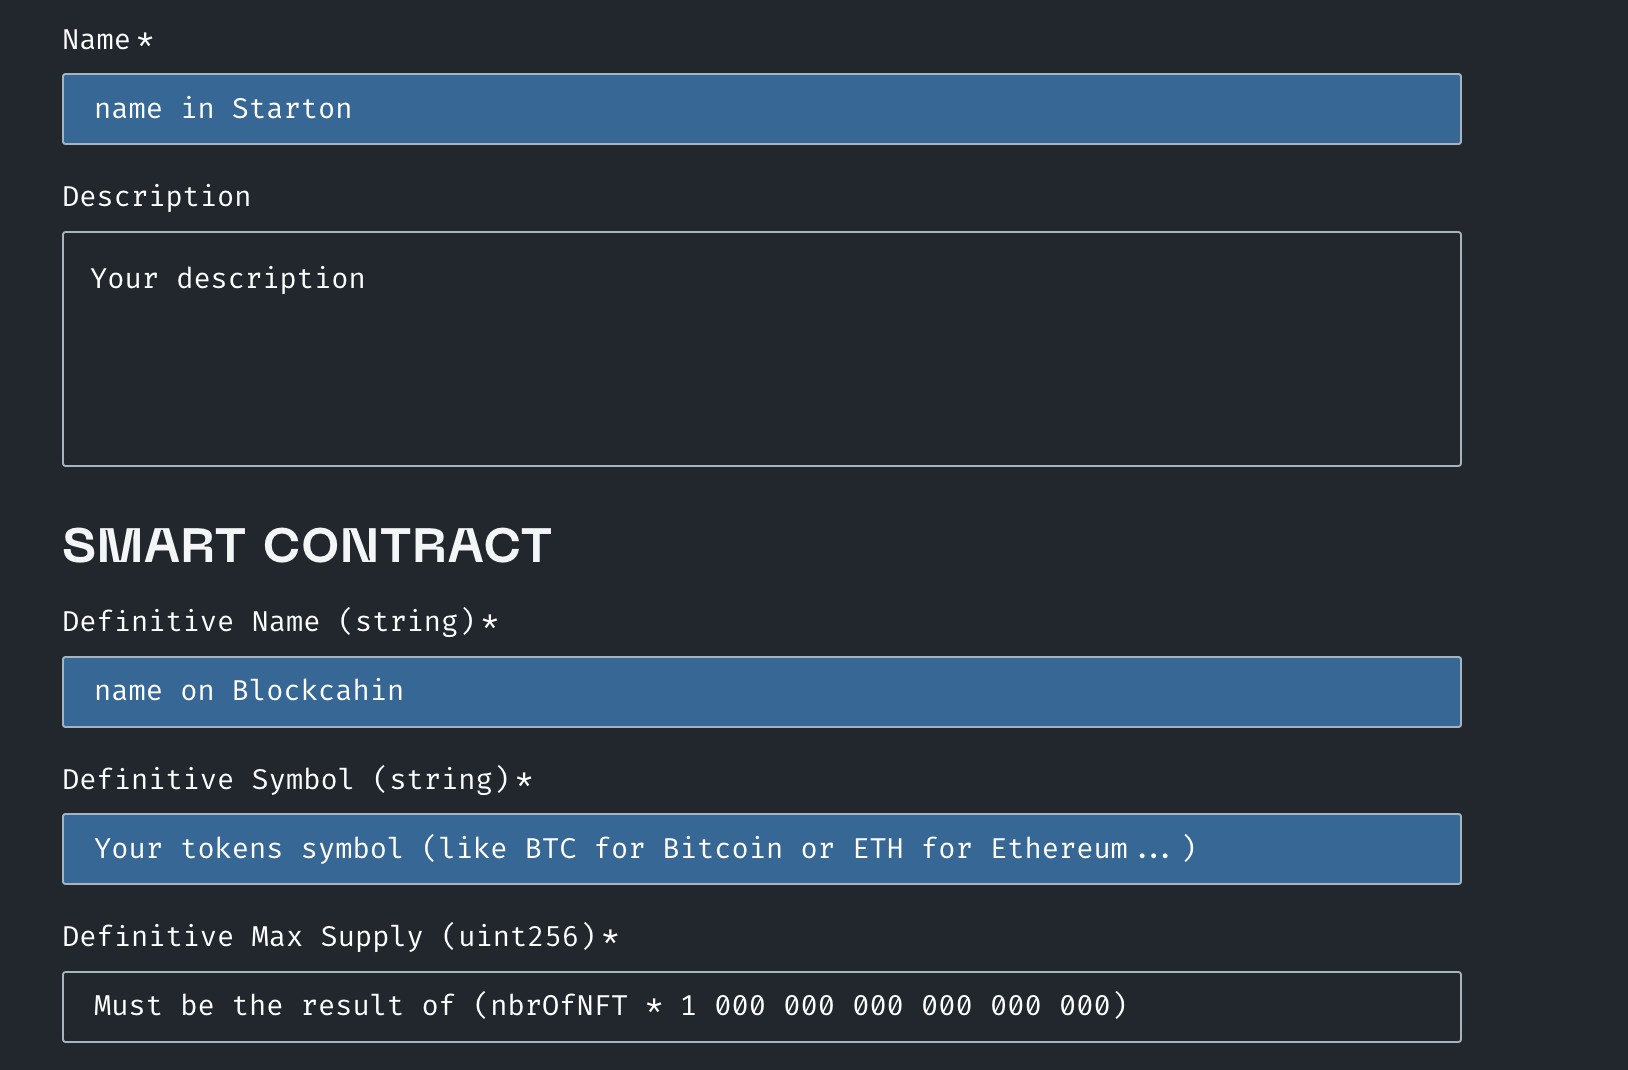 Name*
name in Starton
Description
Your description
SMART CONTRACT
Definitive Name (string)*
name on Blockcahin
Definitive Symbol (string)*
Your tokens symbol (like BTC for Bitcoin or ETH for Ethereum...)
Definitive Max Supply (uint256)*
Must be the result of (nbrOfNFT * 1 000 000 000 000 000 000)